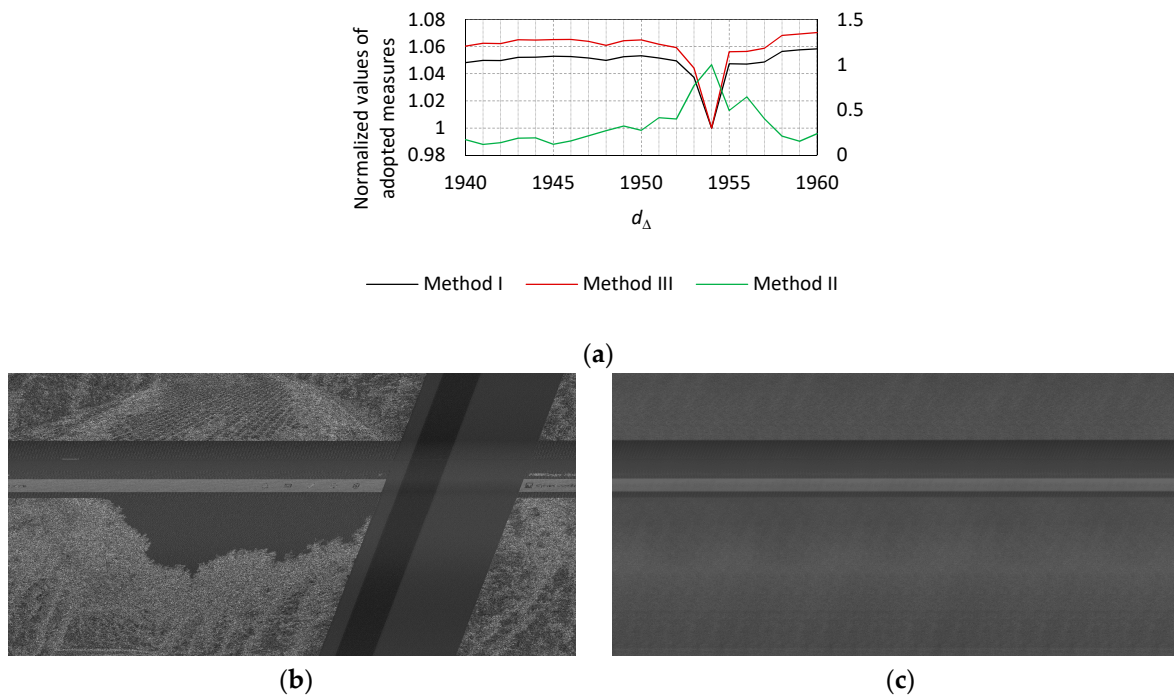 Normalized values of
adopted measures
1.08
1.06
1.04
1.02
1
0.98
1.5
1
0.5
0
1940 1945 1950 1955 1960
dΔ
Method I Method III Method II
(a)
(b) (c)